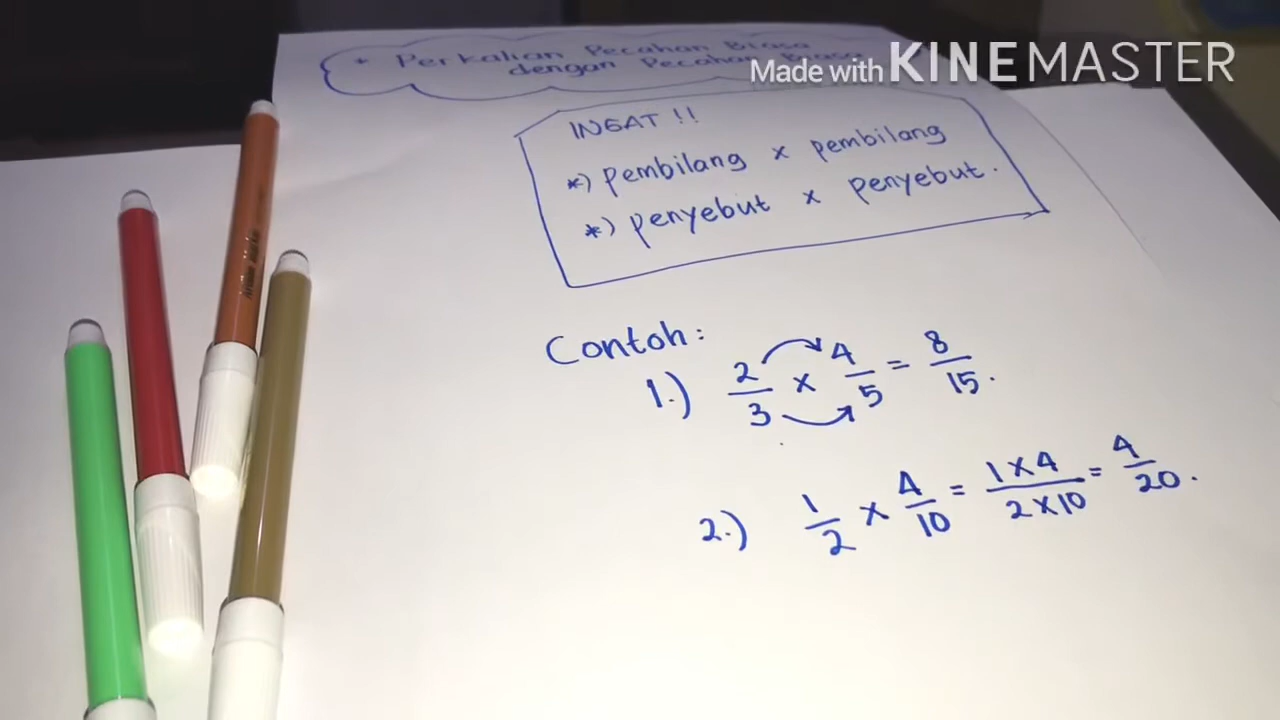 * Perkalian Pecahan Biasa
dengan Pecahan Biasa
Made with KINEMASTER
INGAT !!
*) pembilang x pembilang
*) penyebut x penyebut.
Contoh:
1.) 2/3 x 4/5 = 8/15.
2.) 1/2 x 4/10 = 1x4/2x10 = 4/20.